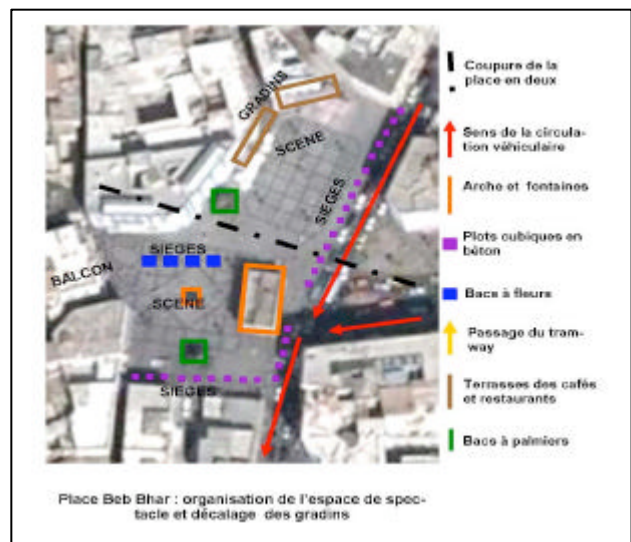 GRADINS
SCENE
SIEGES
SIEGES
BALCON
SCENE
SIEGES
Coupure de la
place en deux
Sens de la circula-
tion véhiculaire
Arche et fontaines
Plots cubiques en
béton
Bacs à fleurs
Passage du tram-
way
Terrasses des cafés
et restaurants
Bacs à palmiers
Place Beb Bhar : organisation de l'espace de spec-
tacle et décalage des gradins